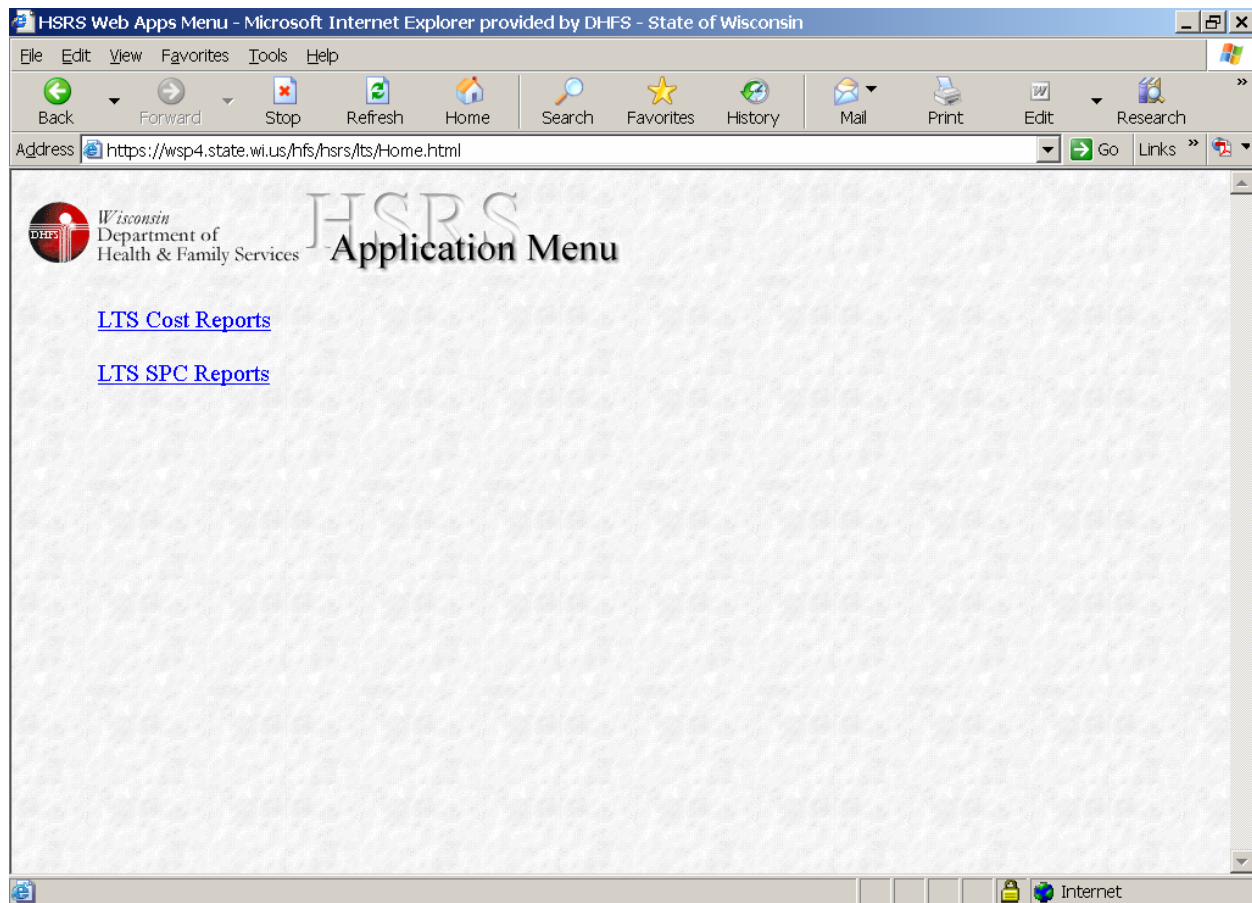 HSRS Web Apps Menu - Microsoft Internet Explorer provided by DHFS - State of Wisconsin
File Edit View Favorites Tools Help
Back Forward Stop Refresh Home Search Favorites History Mail Print Edit Research »
Address https://wsp4.state.wi.us/hfs/hsrs/lts/Home.html Go Links »
HSRS
Wisconsin
DHFS Department of
Health & Family Services
Application Menu
LTS Cost Reports
LTS SPC Reports
Internet